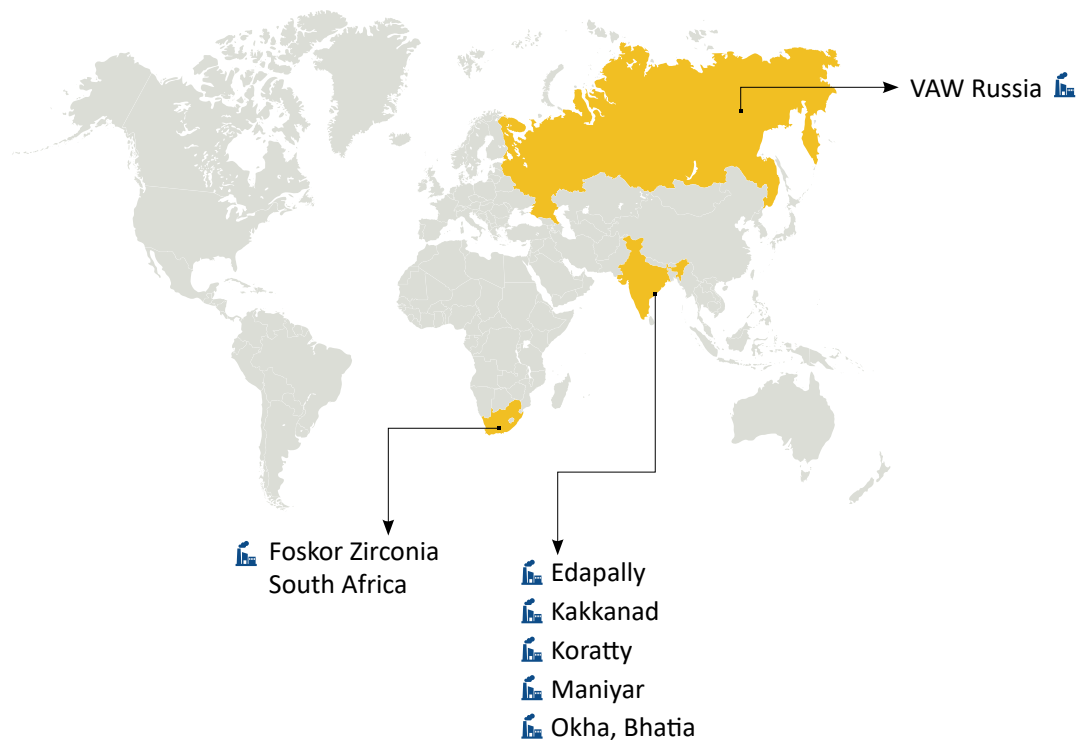 VAW Russia
Foskor Zirconia
South Africa
Edapally
Kakkanad
Koratty
Maniyar
Okha, Bhatia